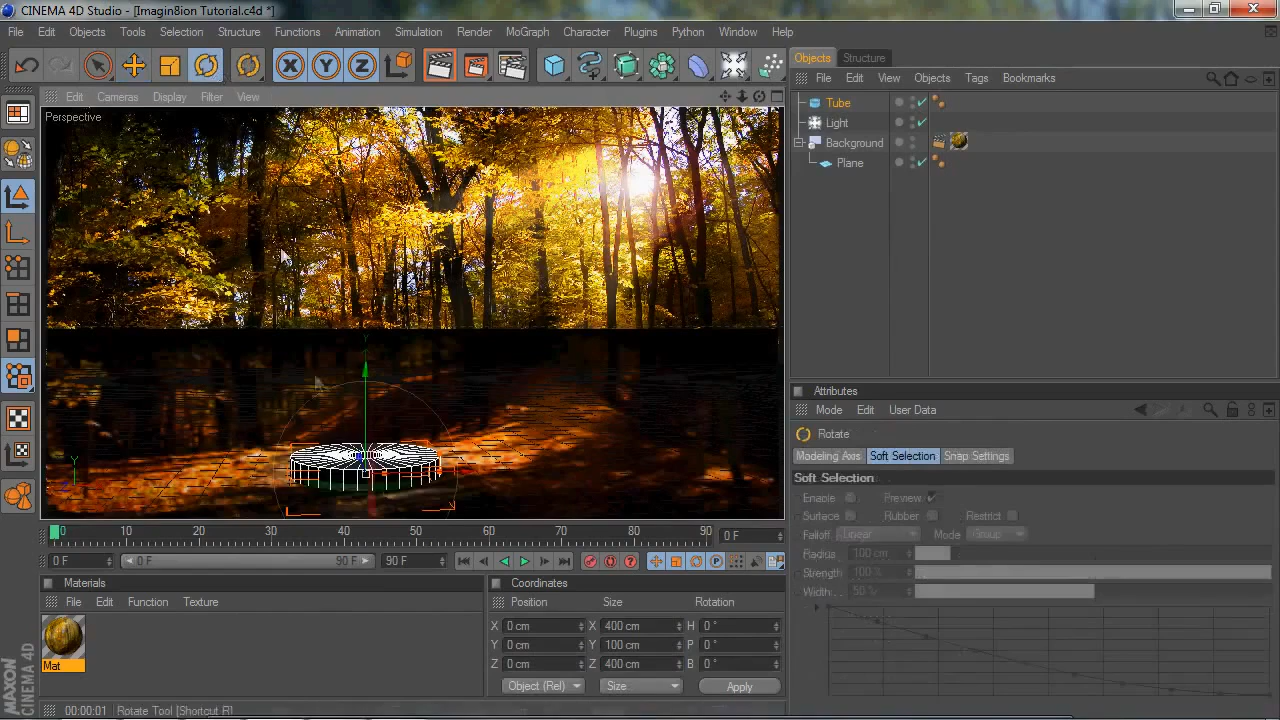 CINEMA 4D Studio - [Imagin8ion Tutorial.c4d *]
File Edit Objects Tools Selection Structure Functions Animation Simulation Render MoGraph Character Plugins Python Window Help
Objects Structure
File Edit View Objects Tags Bookmarks
Edit Cameras Display Filter View
Perspective
Tube
Light
Background
Plane
Y
Y
Attributes
Mode Edit User Data
Rotate
Modeling Axis Soft Selection Snap Settings
Soft Selection
Enable Preview
Surface Rubber Restrict
Falloff Linear Mode Group
Radius 100 cm
Strength 100 %
Width 50 %
0 10 20 30 40 50 60 70 80 90 0 F
0 F 0 F 90 F 90 F
Materials
File Edit Function Texture
Mat
Coordinates
Position Size Rotation
X 0 cm X 400 cm H 0 °
Y 0 cm Y 100 cm P 0 °
Z 0 cm Z 400 cm B 0 °
Object (Rel) Size Apply
MAXON
CINEMA 4D
00:00:01 Rotate Tool [Shortcut R]